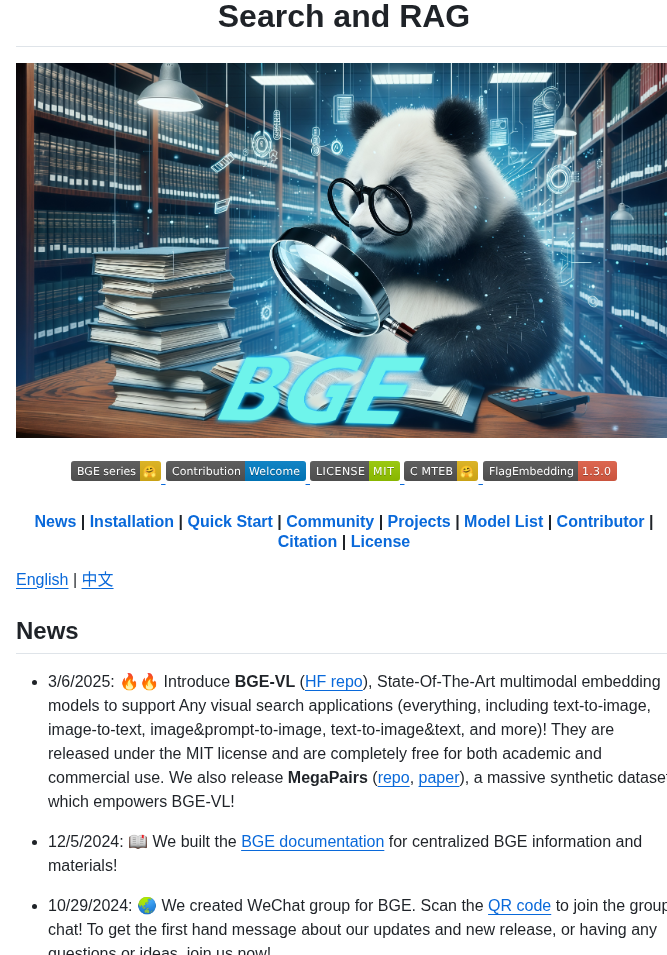 Search and RAG
BGE
BGE series 🤗 Contribution Welcome LICENSE MIT C MTEB 🤗 FlagEmbedding 1.3.0
News | Installation | Quick Start | Community | Projects | Model List | Contributor |
Citation | License
English | 中文
News
• 3/6/2025: 🔥🔥 Introduce BGE-VL (HF repo), State-Of-The-Art multimodal embedding
models to support Any visual search applications (everything, including text-to-image,
image-to-text, image&prompt-to-image, text-to-image&text, and more)! They are
released under the MIT license and are completely free for both academic and
commercial use. We also release MegaPairs (repo, paper), a massive synthetic dataset
which empowers BGE-VL!
• 12/5/2024: 📖 We built the BGE documentation for centralized BGE information and
materials!
• 10/29/2024: 🌏 We created WeChat group for BGE. Scan the QR code to join the group
chat! To get the first hand message about our updates and new release, or having any
questions or ideas, join us now!